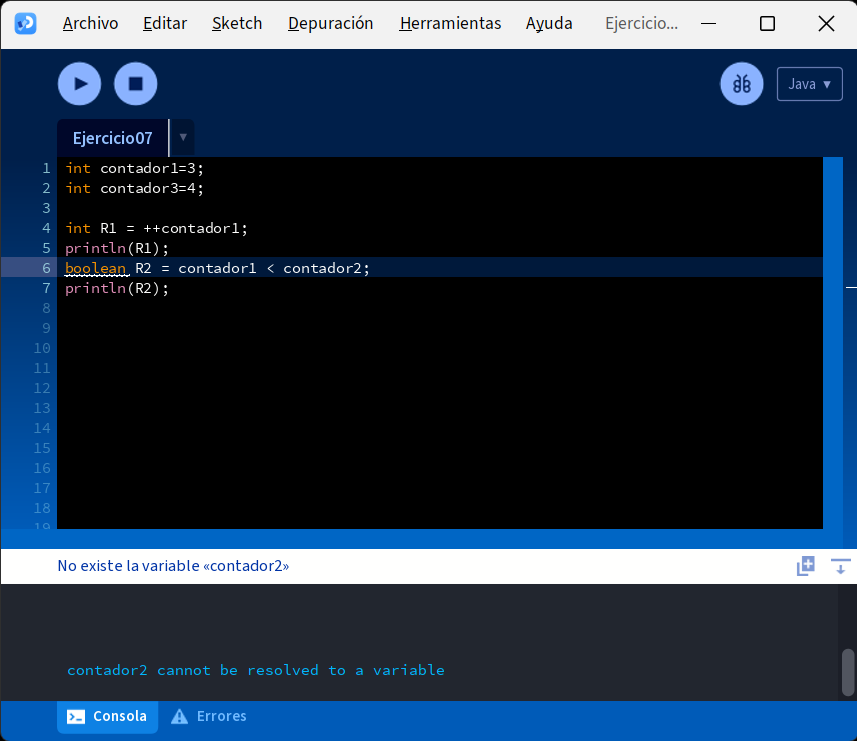 Archivo Editar Sketch Depuración Herramientas Ayuda Ejercicio...
Java ▾
Ejercicio07
1 int contador1=3;
2 int contador3=4;
3
4 int R1 = ++contador1;
5 println(R1);
6 boolean R2 = contador1 < contador2;
7 println(R2);
8
9
10
11
12
13
14
15
16
17
18
19
No existe la variable «contador2»
contador2 cannot be resolved to a variable
Consola Errores